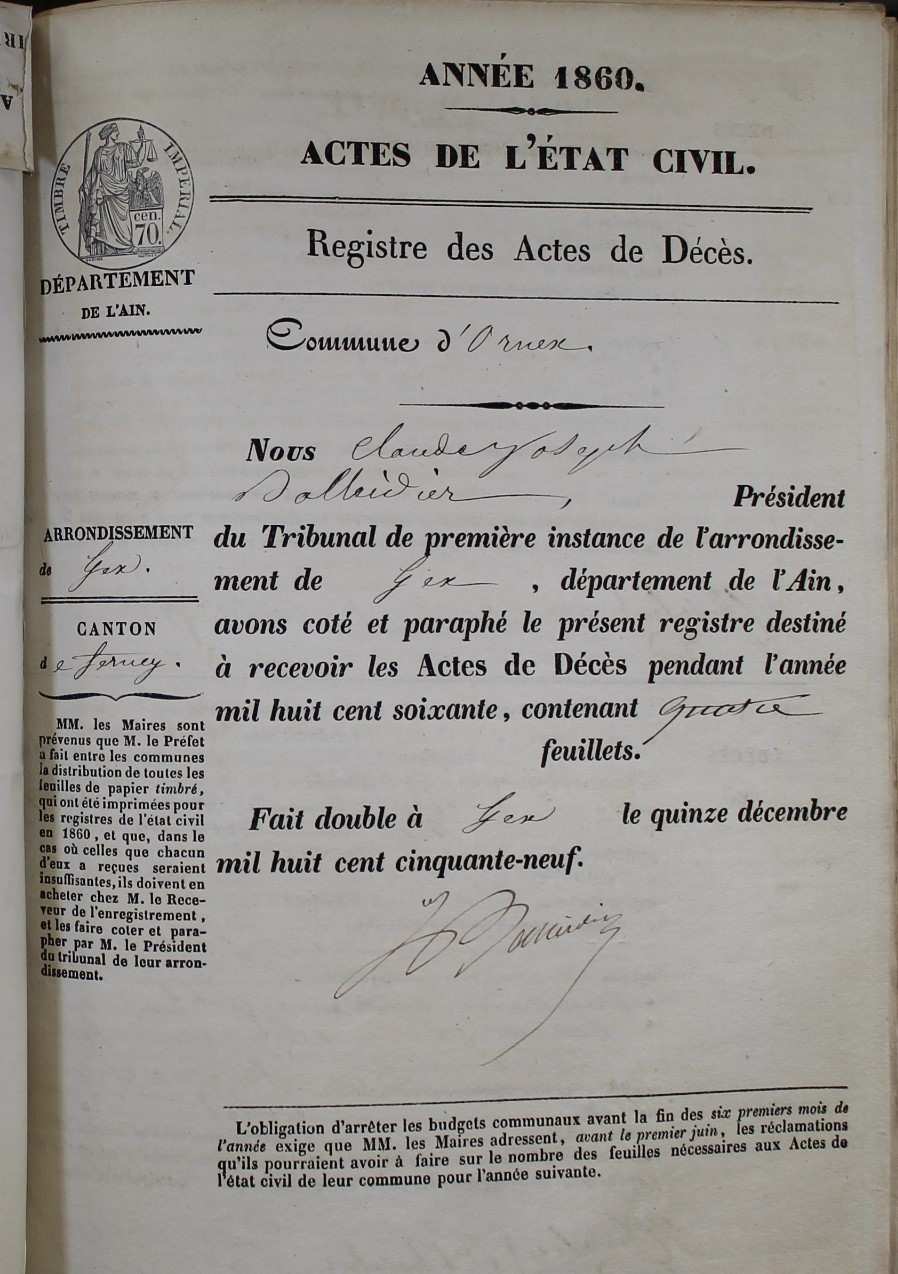 ANNÉE 1860.
ACTES DE L'ÉTAT CIVIL.
TIMBRE IMPÉRIAL.
cen.
70.
Registre des Actes de Décès.
DÉPARTEMENT
DE L'AIN.
Commune d'Ornex.
Nous Claude Joseph
Président
du Tribunal de première instance de l'arrondisse-
ment de Gex, département de l'Ain,
avons coté et paraphé le présent registre destiné
à recevoir les Actes de Décès pendant l'année
mil huit cent soixante, contenant quatre
feuillets.
Fait double à Gex le quinze décembre
mil huit cent cinquante-neuf.
ARRONDISSEMENT
de Gex.
CANTON
de Ferney.
MM. les Maires sont
prévenus que M. le Préfet
a fait entre les communes
la distribution de toutes les
feuilles de papier timbré,
qui ont été imprimées pour
les registres de l'état civil
en 1860, et que, dans le
cas où celles que chacun
d'eux a reçues seraient
insuffisantes, ils doivent en
acheter chez M. le Rece-
veur de l'enregistrement,
et les faire coter et para-
pher par M. le Président
du tribunal de leur arron-
dissement.
L'obligation d'arrêter les budgets communaux avant la fin des six premiers mois de
l'année exige que MM. les Maires adressent, avant le premier juin, les réclamations
qu'ils pourraient avoir à faire sur le nombre des feuilles nécessaires aux Actes de
l'état civil de leur commune pour l'année suivante.